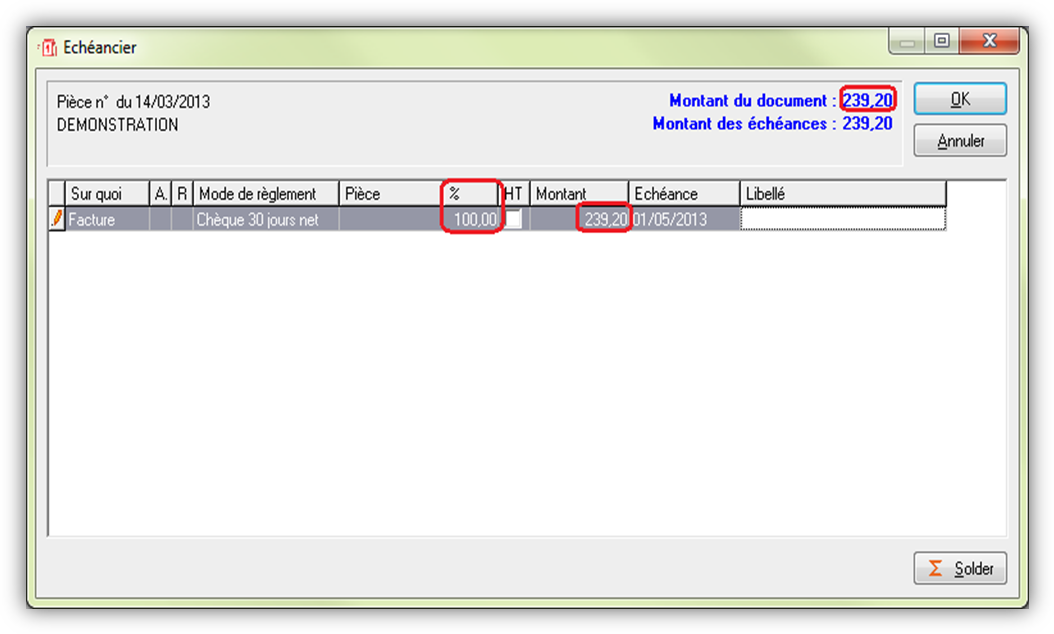 Echéancier
Pièce n° du 14/03/2013
DEMONSTRATION
Montant du document : 239,20
Montant des échéances : 239,20
OK
Annuler
Sur quoi A. R Mode de règlement Pièce % HT Montant Echéance Libellé
Facture Chèque 30 jours net 100,00 239,20 01/05/2013
Σ Solder